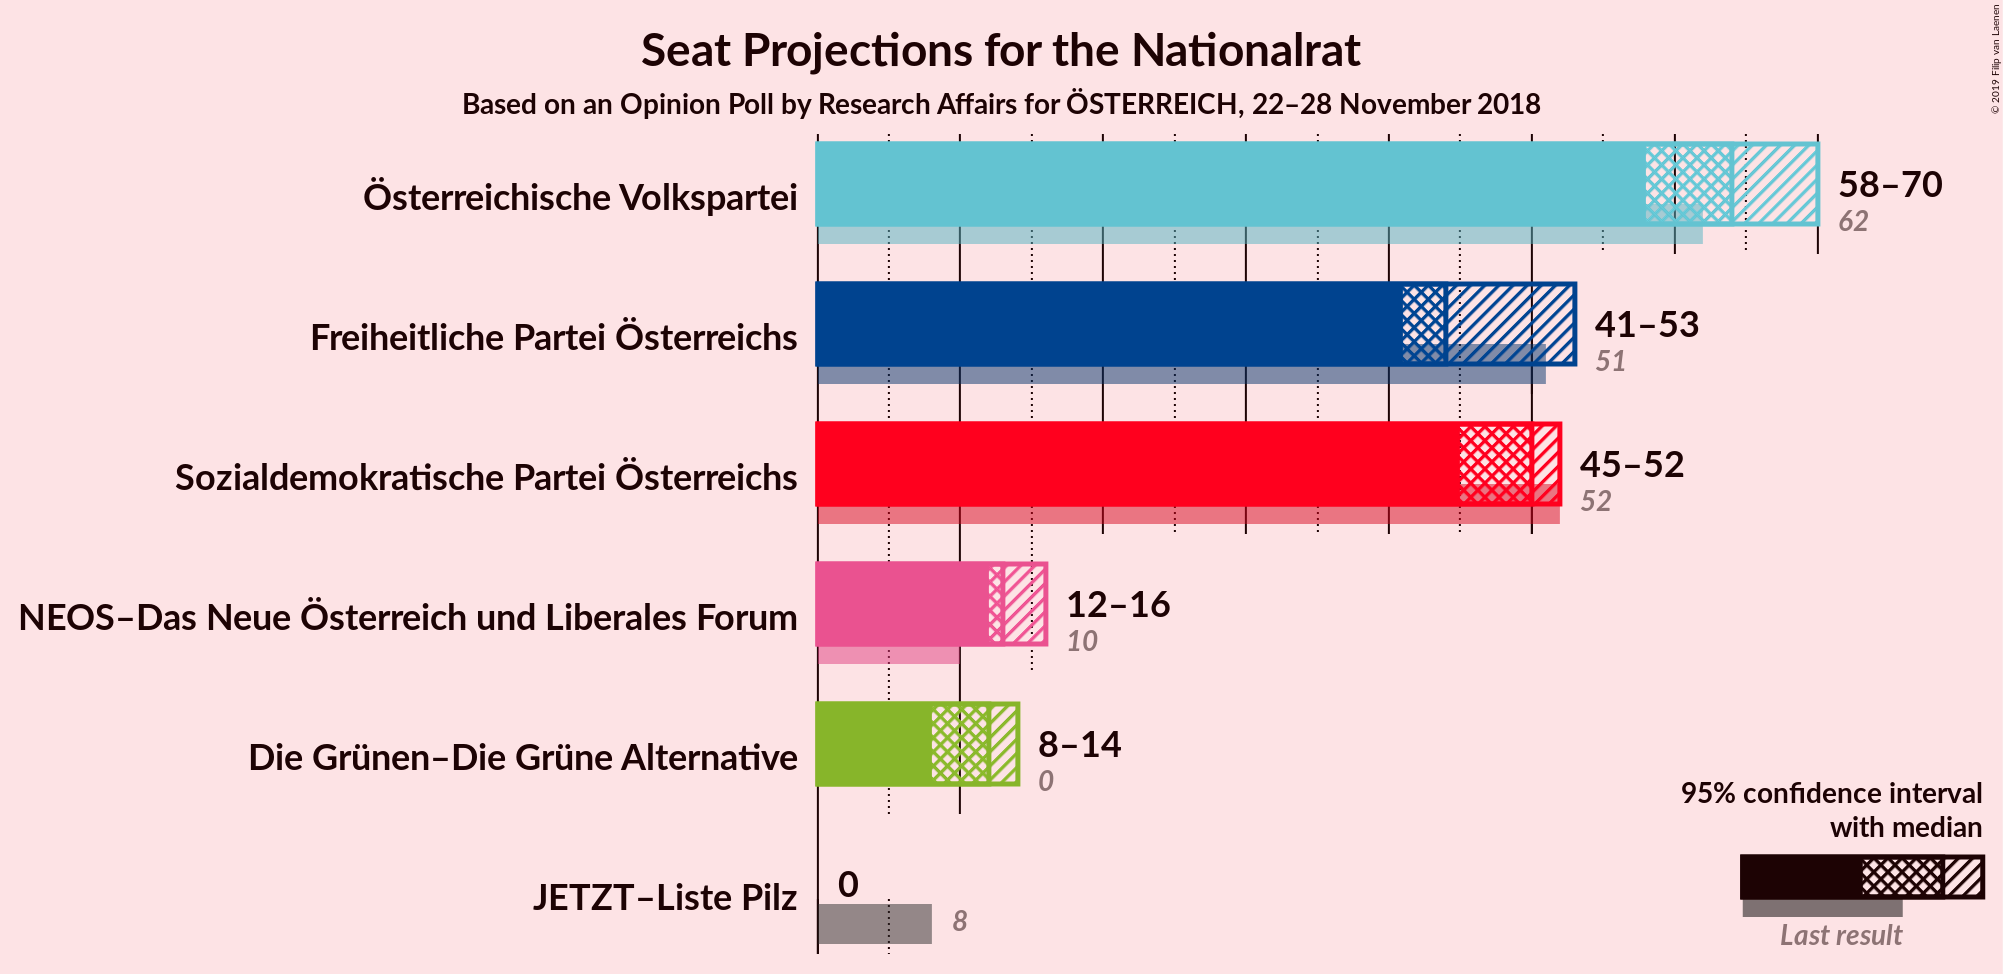 Seat Projections for the Nationalrat
Based on an Opinion Poll by Research Affairs for ÖSTERREICH, 22–28 November 2018
© 2019 Filip van Laenen
Österreichische Volkspartei
58–70
62
Freiheitliche Partei Österreichs
41–53
51
Sozialdemokratische Partei Österreichs
45–52
52
NEOS–Das Neue Österreich und Liberales Forum
12–16
10
Die Grünen–Die Grüne Alternative
8–14
0
JETZT–Liste Pilz
0
8
95% confidence interval
with median
Last result